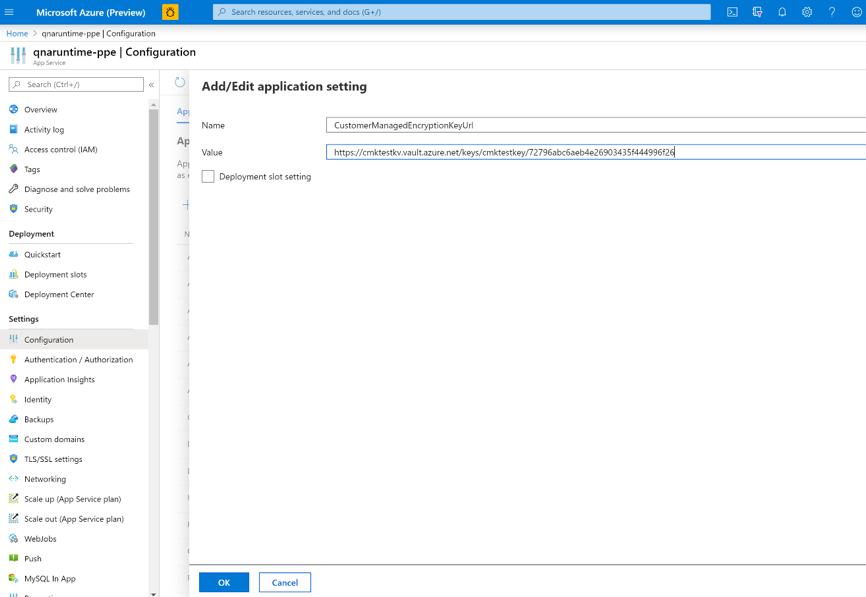 Microsoft Azure (Preview)
Search resources, services, and docs (G+/)
Home > qnaruntime-ppe | Configuration
qnaruntime-ppe | Configuration
App Service
Search (Ctrl+/)
Overview
Activity log
Access control (IAM)
Tags
Diagnose and solve problems
Security
Deployment
Quickstart
Deployment slots
Deployment Center
Settings
Configuration
Authentication / Authorization
Application Insights
Identity
Backups
Custom domains
TLS/SSL settings
Networking
Scale up (App Service plan)
Scale out (App Service plan)
WebJobs
Push
MySQL In App
Add/Edit application setting
Name
CustomerManagedEncryptionKeyUrl
Value
https://cmktestkv.vault.azure.net/keys/cmktestkey/72796abc6aeb4e26903435f444996f26
Deployment slot setting
OK
Cancel